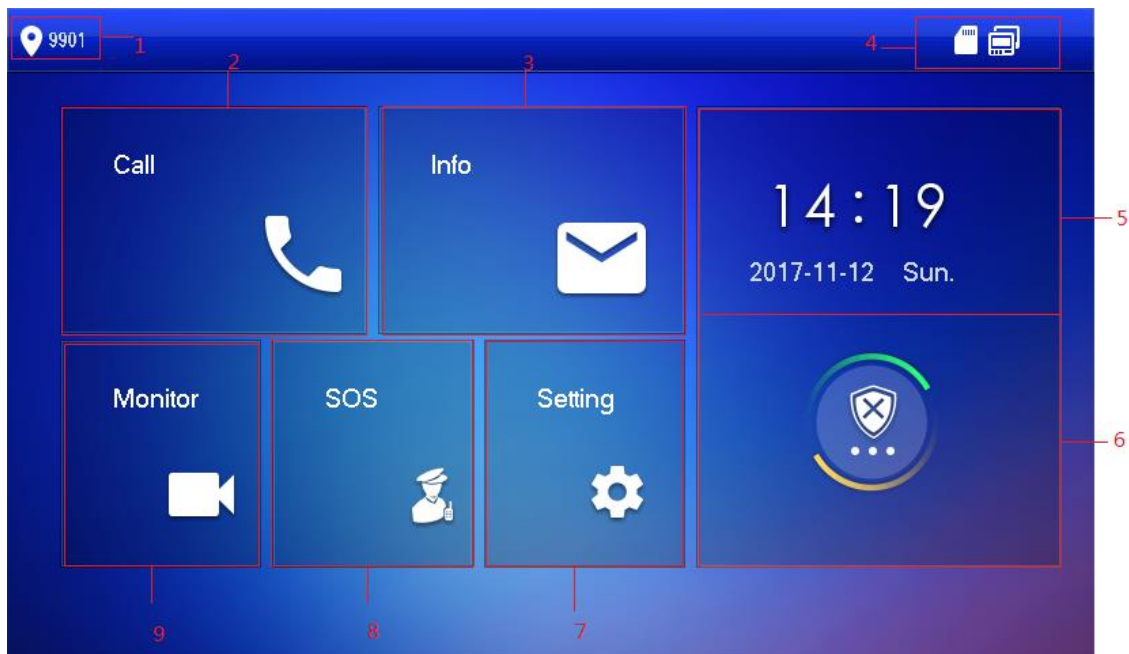 9901
1
2
3
4
Call
Info
14:19
2017-11-12 Sun.
5
Monitor
SOS
Setting
6
9
8
7